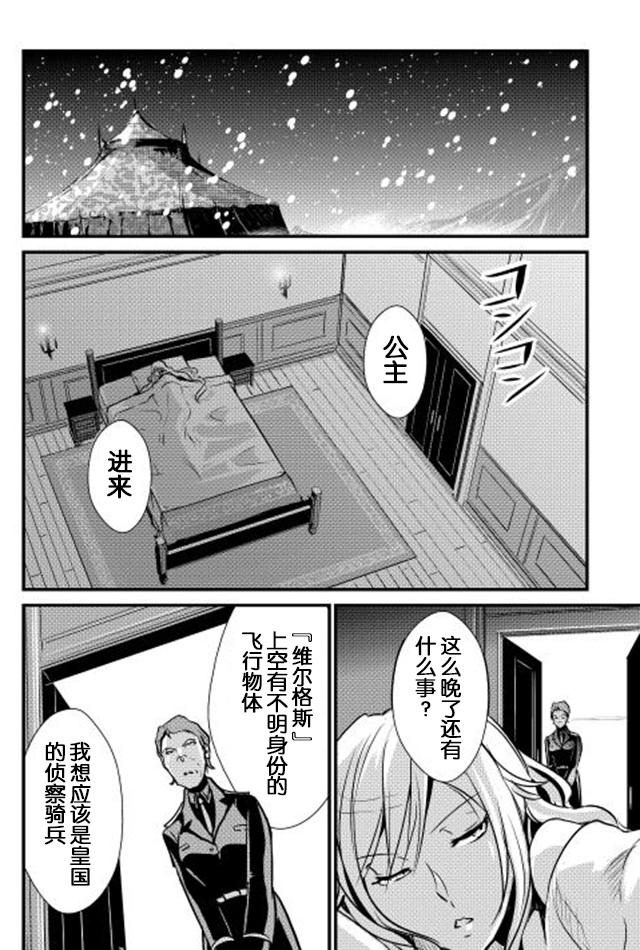 コンコン
公主
进来
这么晚了还有
什么事？
『维尔格斯』
上空有不明身份的
飞行物体
我想应该是皇国
的侦察骑兵